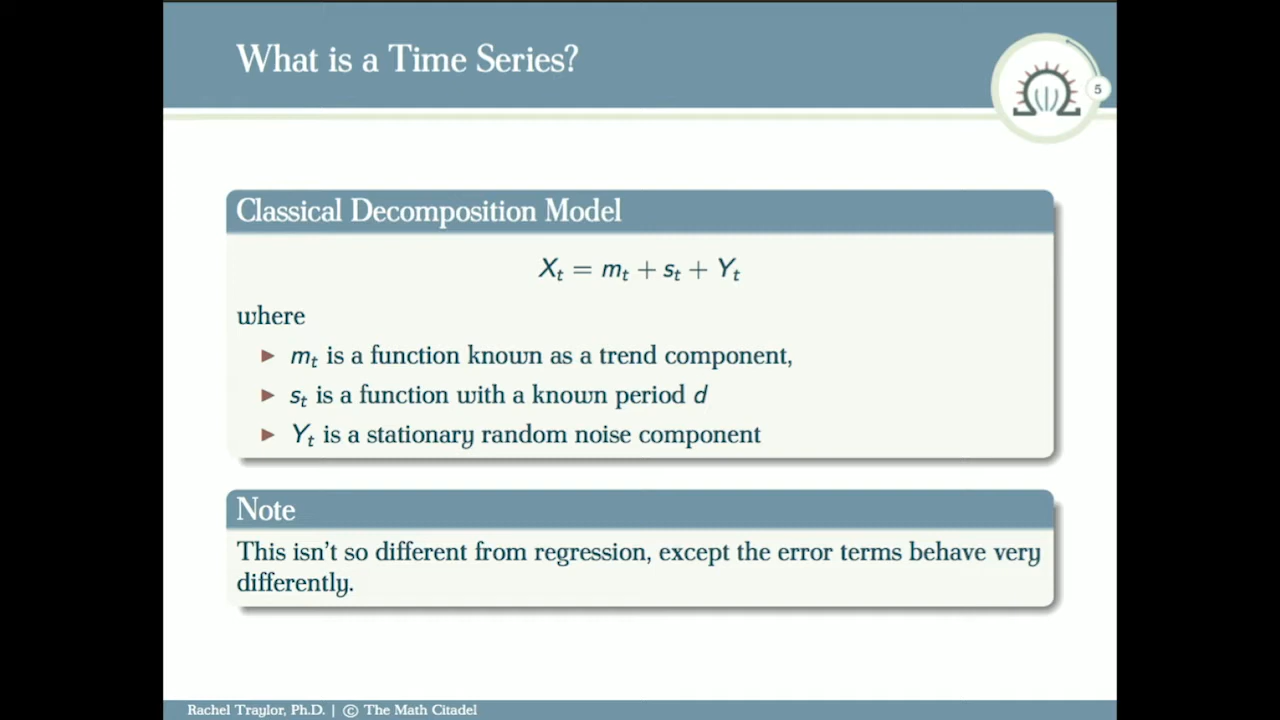 What is a Time Series?
5
Classical Decomposition Model
Xₜ = mₜ + sₜ + Yₜ
where
▶ mₜ is a function known as a trend component,
▶ sₜ is a function with a known period d
▶ Yₜ is a stationary random noise component
Note
This isn't so different from regression, except the error terms behave very
differently.
Rachel Traylor, Ph.D. | © The Math Citadel